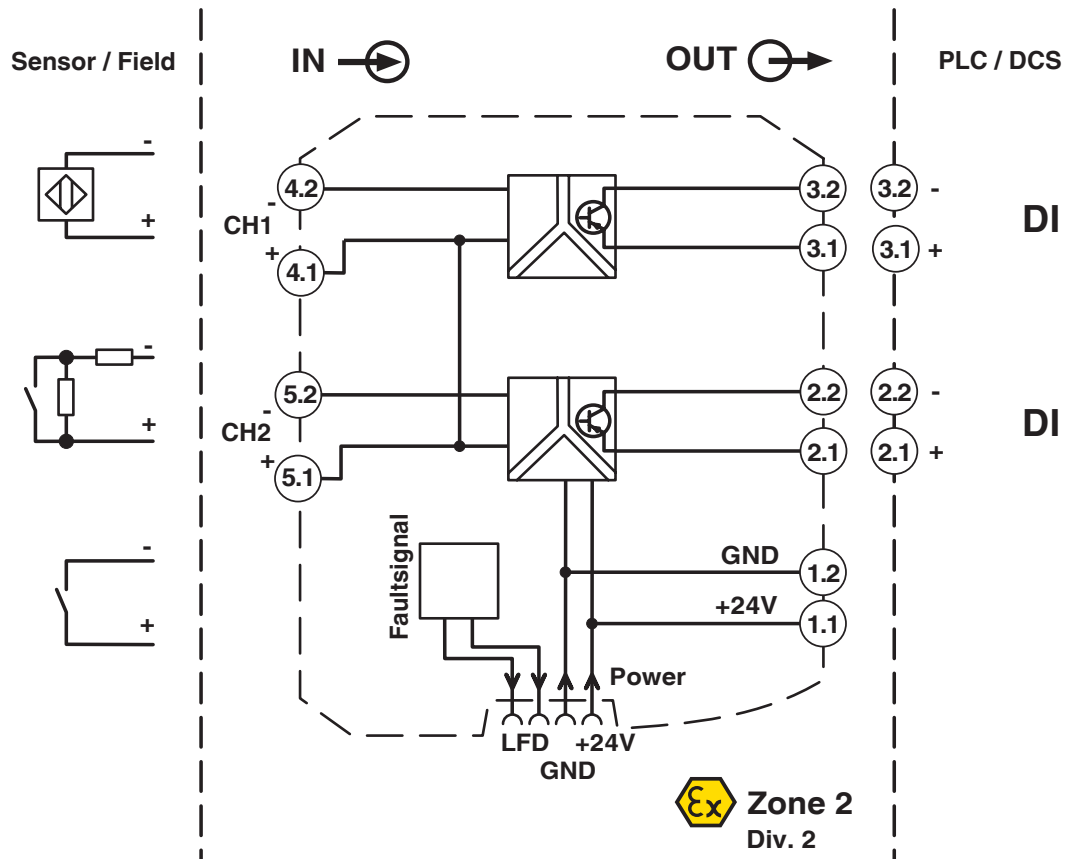 Sensor / Field
IN
OUT
PLC / DCS
-
+
4.2
-
CH1
+
4.1
3.2
3.1
3.2 -
3.1 +
DI
-
+
5.2
-
CH2
+
5.1
2.2
2.1
2.2 -
2.1 +
DI
-
+
Faultsignal
GND
1.2
+24V
1.1
Power
LFD
+24V
GND
Ex
Zone 2
Div. 2